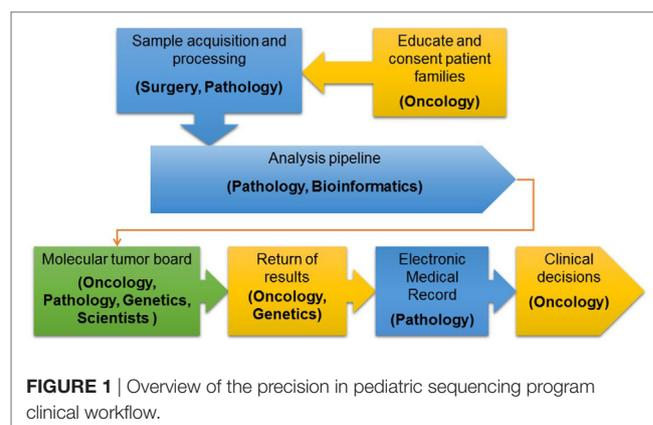 Sample acquisition and
processing
(Surgery, Pathology)
Educate and
consent patient
families
(Oncology)
Analysis pipeline
(Pathology, Bioinformatics)
Molecular tumor board
(Oncology,
Pathology, Genetics,
Scientists )
Return of
results
(Oncology,
Genetics)
Electronic
Medical
Record
(Pathology)
Clinical
decisions
(Oncology)
FIGURE 1 | Overview of the precision in pediatric sequencing program
clinical workflow.